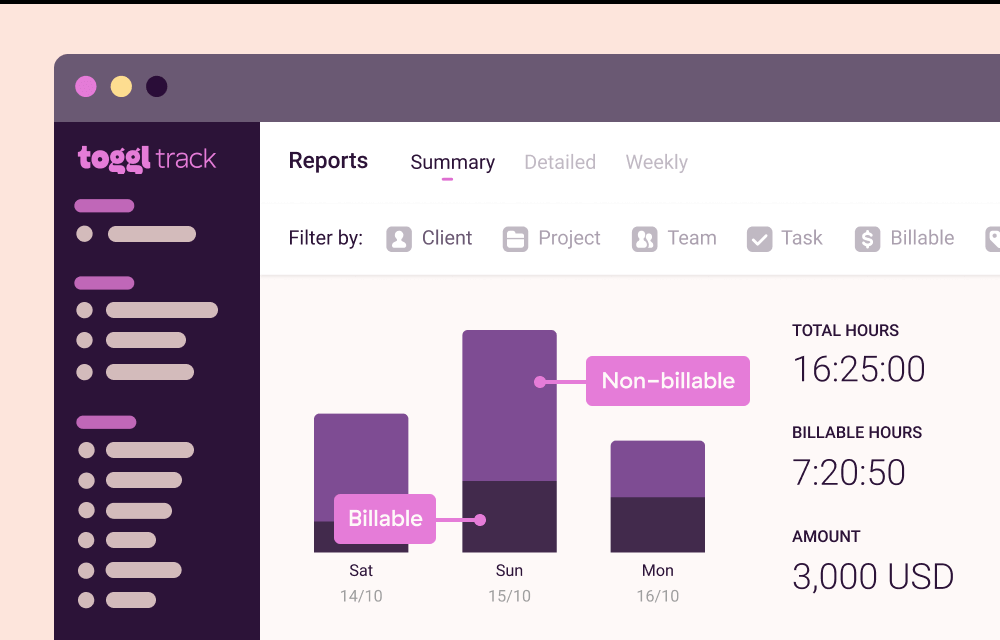 toggl track
Reports Summary Detailed Weekly
Filter by: Client Project Team Task Billable
TOTAL HOURS
16:25:00
Non-billable
BILLABLE HOURS
7:20:50
Billable
AMOUNT
3,000 USD
Sat Sun Mon
14/10 15/10 16/10